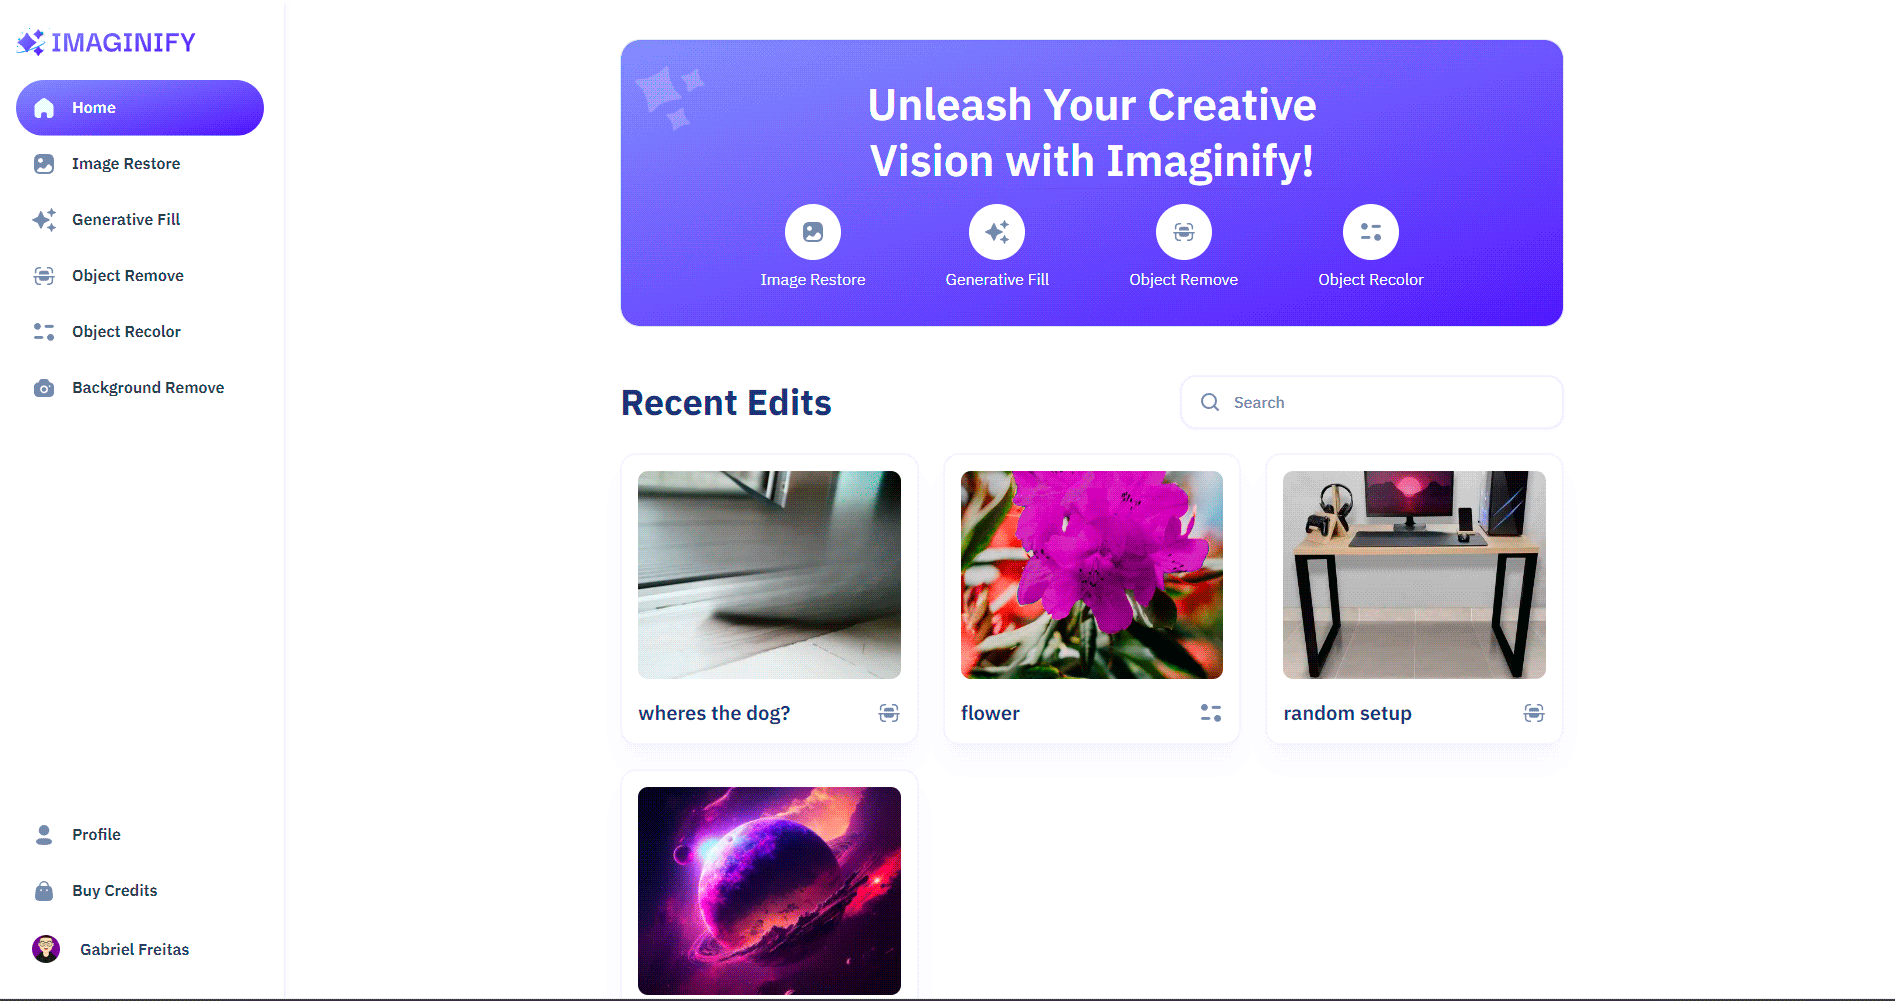 IMAGINIFY
Home
Image Restore
Generative Fill
Object Remove
Object Recolor
Background Remove
Profile
Buy Credits
Gabriel Freitas
Unleash Your Creative
Vision with Imaginify!
Image Restore
Generative Fill
Object Remove
Object Recolor
Recent Edits
Search
wheres the dog?
flower
random setup